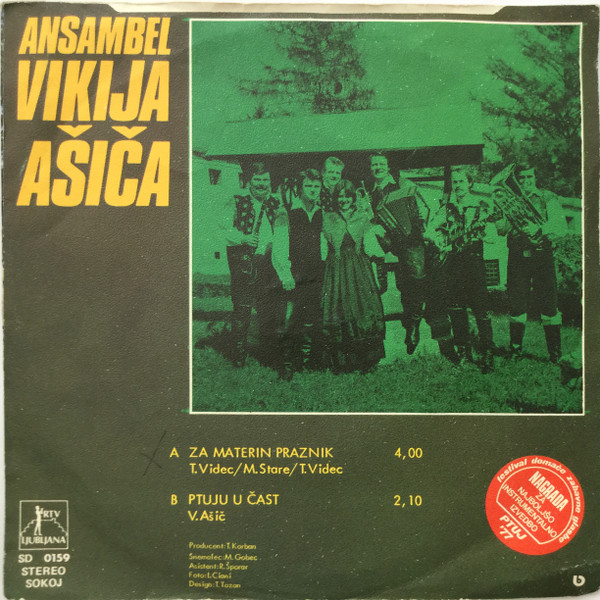 ANSAMBEL
VIKIJA
AŠIČA
A ZA MATERIN PRAZNIK 4,00
T. Videc/M. Stare/T. Videc
B PTUJU U ČAST 2,10
V. Ašič
Producent: T. Korban
Snemalec: M. Gobec
Asistent: R. Šparar
Foto: L. Ciani
Design: T. Tozon
RTV
LJUBLJANA
SD 0159
STEREO
SOKOJ
festival domače zabavne glasbe
NAGRADA
ZA
NAJBOLJŠO
INSTRUMENTALNO
IZVEDBO
PTUJ
'77
b